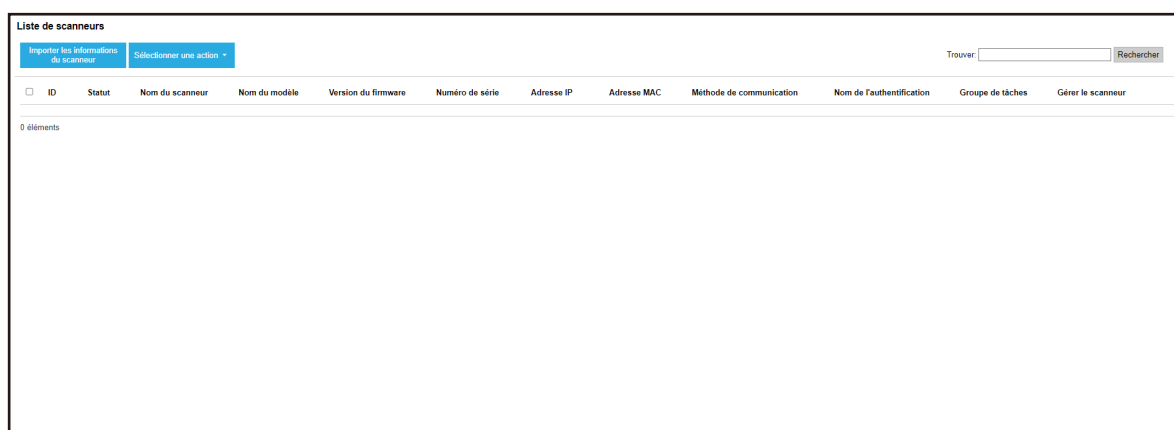 Liste de scanneurs
Importer les informations
du scanneur
Sélectionner une action
Trouver:
Rechercher
ID Statut Nom du scanneur Nom du modèle Version du firmware Numéro de série Adresse IP Adresse MAC Méthode de communication Nom de l'authentification Groupe de tâches Gérer le scanneur
0 éléments